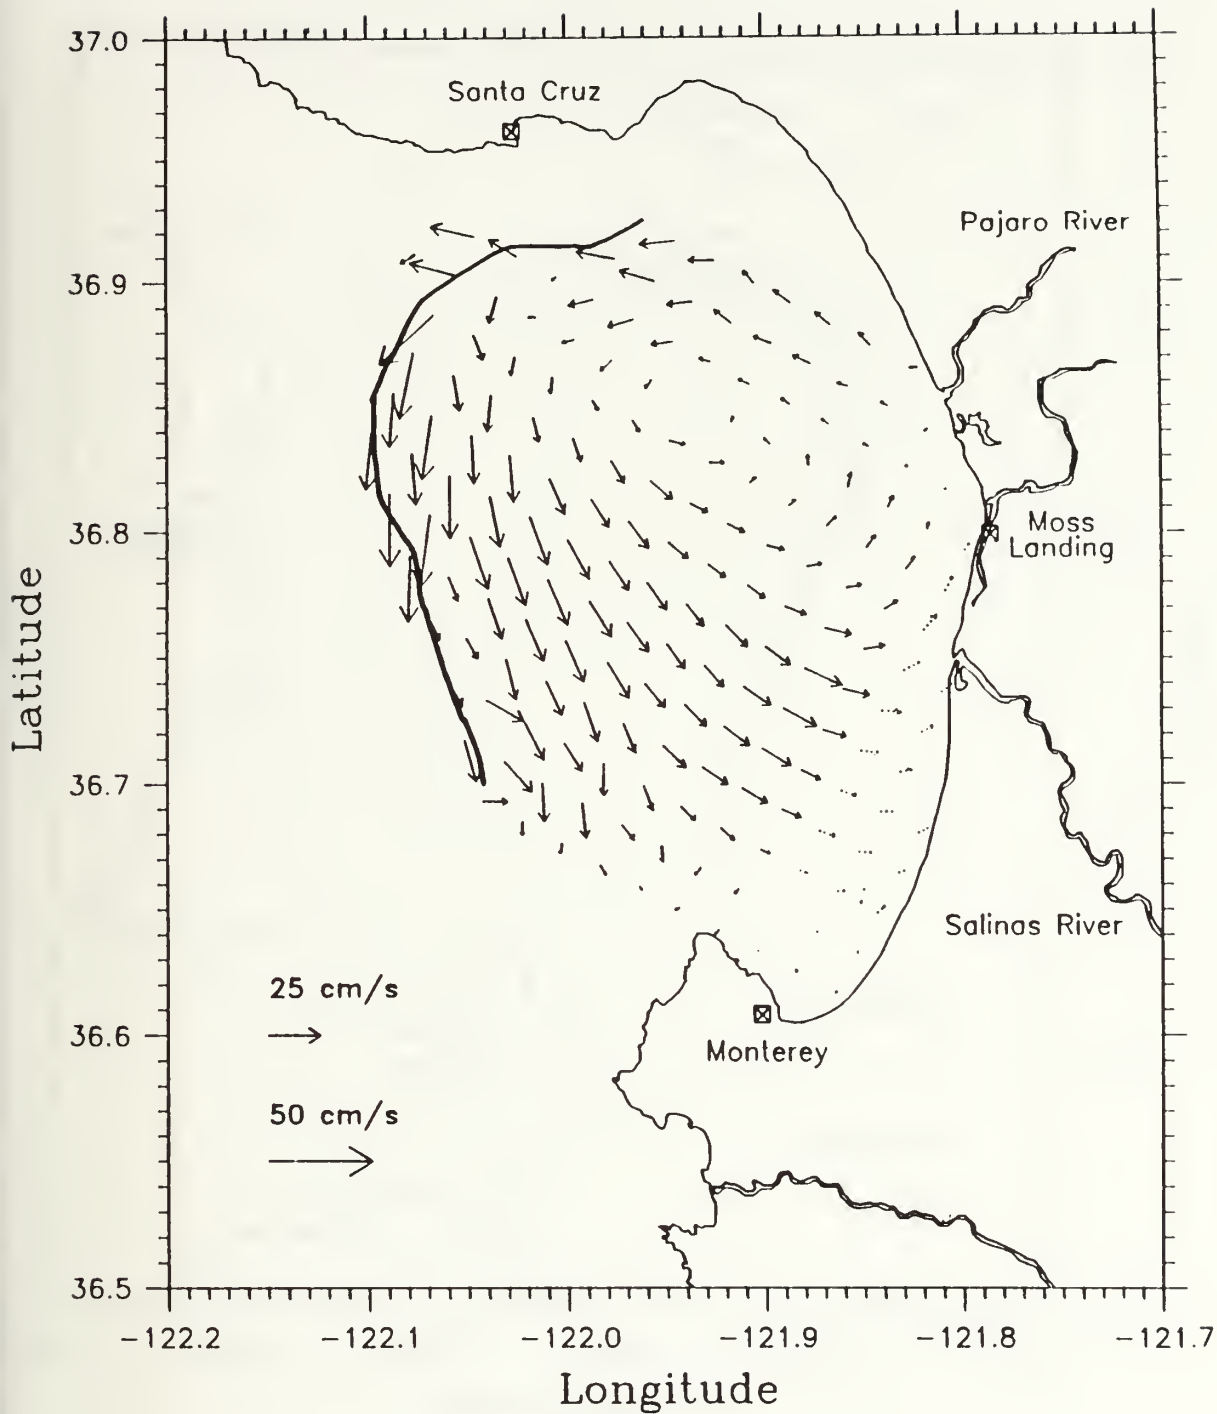 37.0
Santa Cruz
Pajaro River
36.9
36.8
Moss
Landing
Latitude
36.7
Salinas River
25 cm/s
36.6
Monterey
50 cm/s
36.5
-122.2
-122.1
-122.0
-121.9
-121.8
-121.7
Longitude